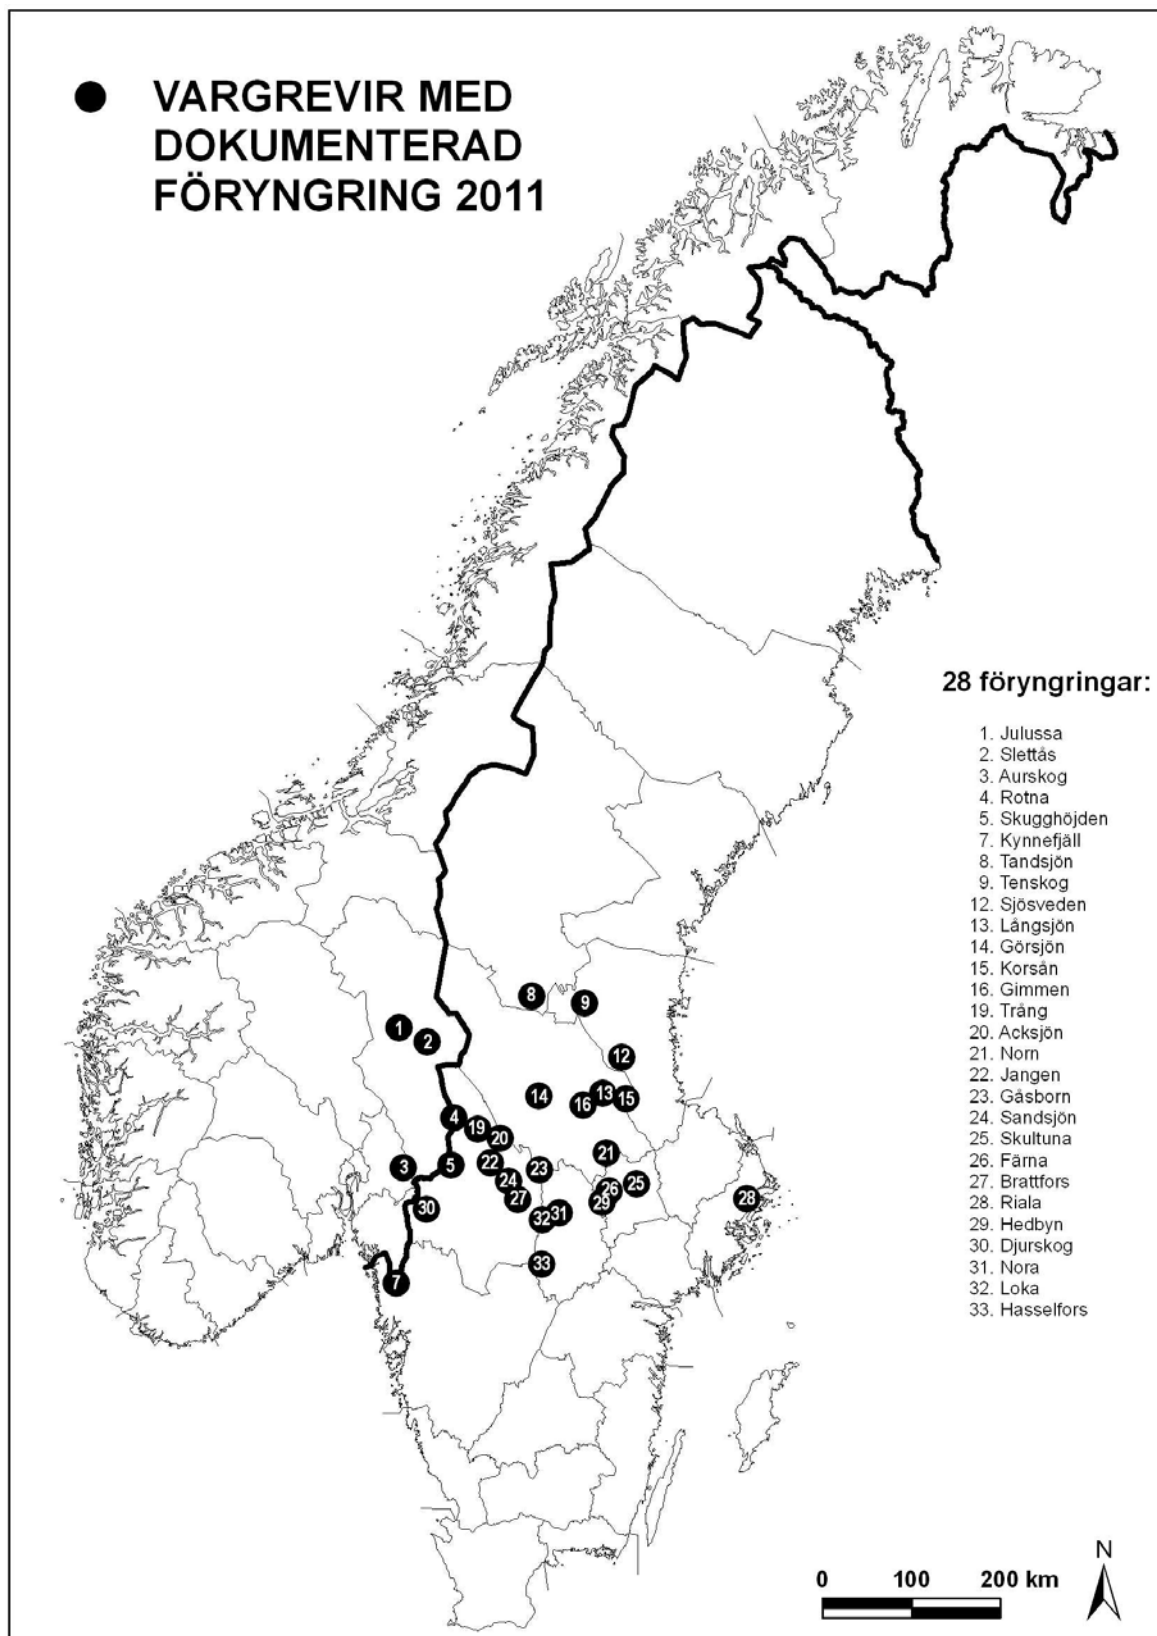 VARGREVIR MED
DOKUMENTERAD
FÖRYNGRING 2011
28 föryngringar:
1. Julussa
2. Slettås
3. Aurskog
4. Rotna
5. Skugghöjden
7. Kynnefjäll
8. Tandsjön
9. Tenskog
12. Sjösveden
13. Långsjön
14. Görsjön
15. Korsån
16. Gimmen
19. Trång
20. Acksjön
21. Norn
22. Jangen
23. Gåsborn
24. Sandsjön
25. Skultuna
26. Färna
27. Brattfors
28. Riala
29. Hedbyn
30. Djurskog
31. Nora
32. Loka
33. Hasselfors
8
9
1
2
12
14
16
13
15
4
19
20
21
3
5
22
23
24
27
26
25
29
28
30
32
31
33
7
N
0 100 200 km